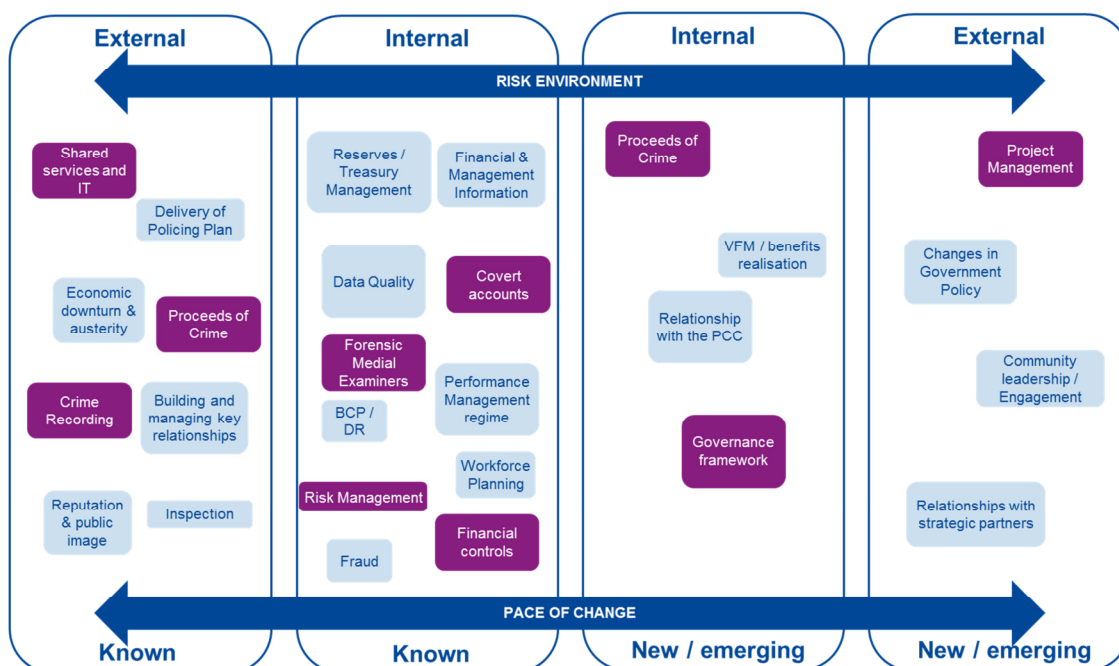 External
Internal
Internal
External
RISK ENVIRONMENT
Shared
services and
IT
Delivery of
Policing Plan
Economic
downturn &
austerity
Proceeds of
Crime
Crime
Recording
Building and
managing key
relationships
Reputation
& public
image
Inspection
Reserves /
Treasury
Management
Financial &
Management
Information
Data Quality
Covert
accounts
Forensic
Medial
Examiners
Performance
Management
regime
BCP /
DR
Workforce
Planning
Risk Management
Financial
controls
Fraud
Proceeds of
Crime
VFM / benefits
realisation
Relationship
with the PCC
Governance
framework
Project
Management
Changes in
Government
Policy
Community
leadership /
Engagement
Relationships with
strategic partners
PACE OF CHANGE
Known
Known
New / emerging
New / emerging